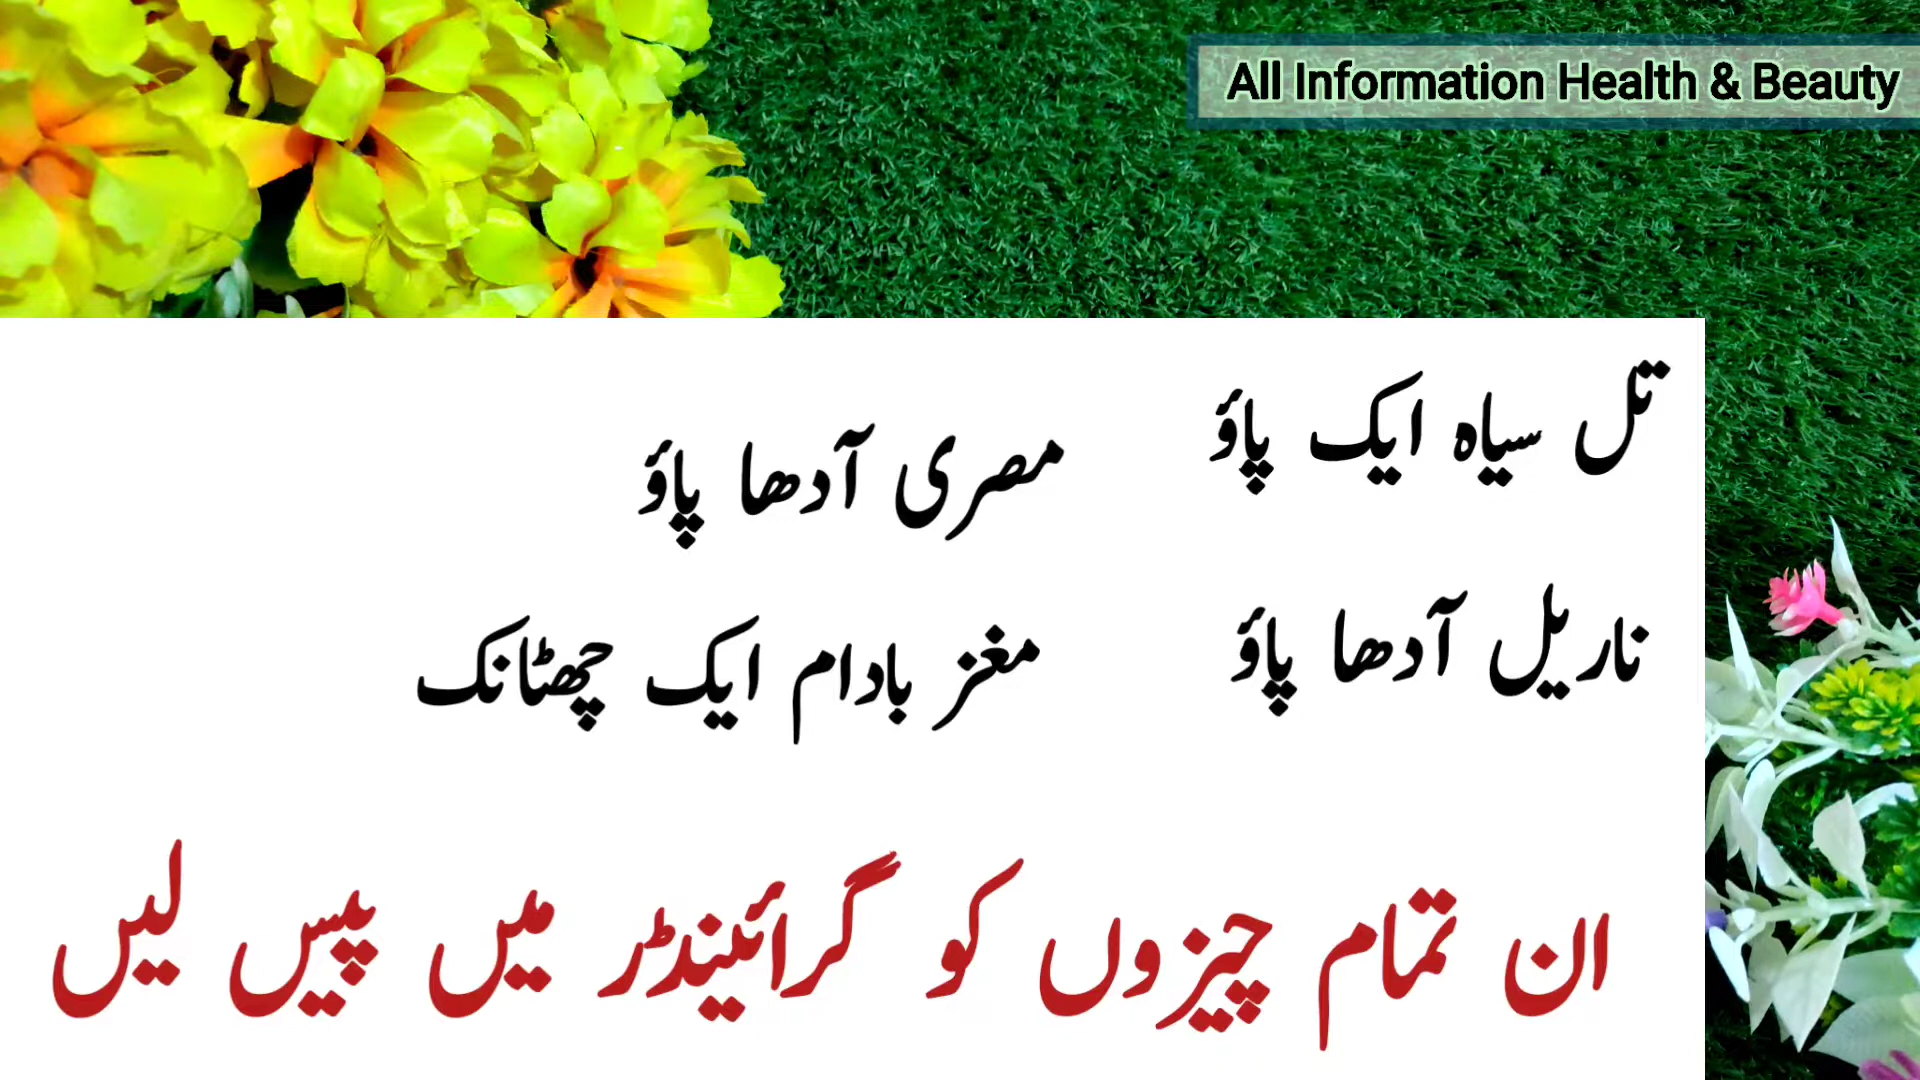 All Information Health & Beauty
تل سیاہ ایک پاؤ
مصری آدھا پاؤ
ناریل آدھا پاؤ
مغز بادام ایک چھٹانک
ان تمام چیزوں کو گرائینڈر میں پیس لیں